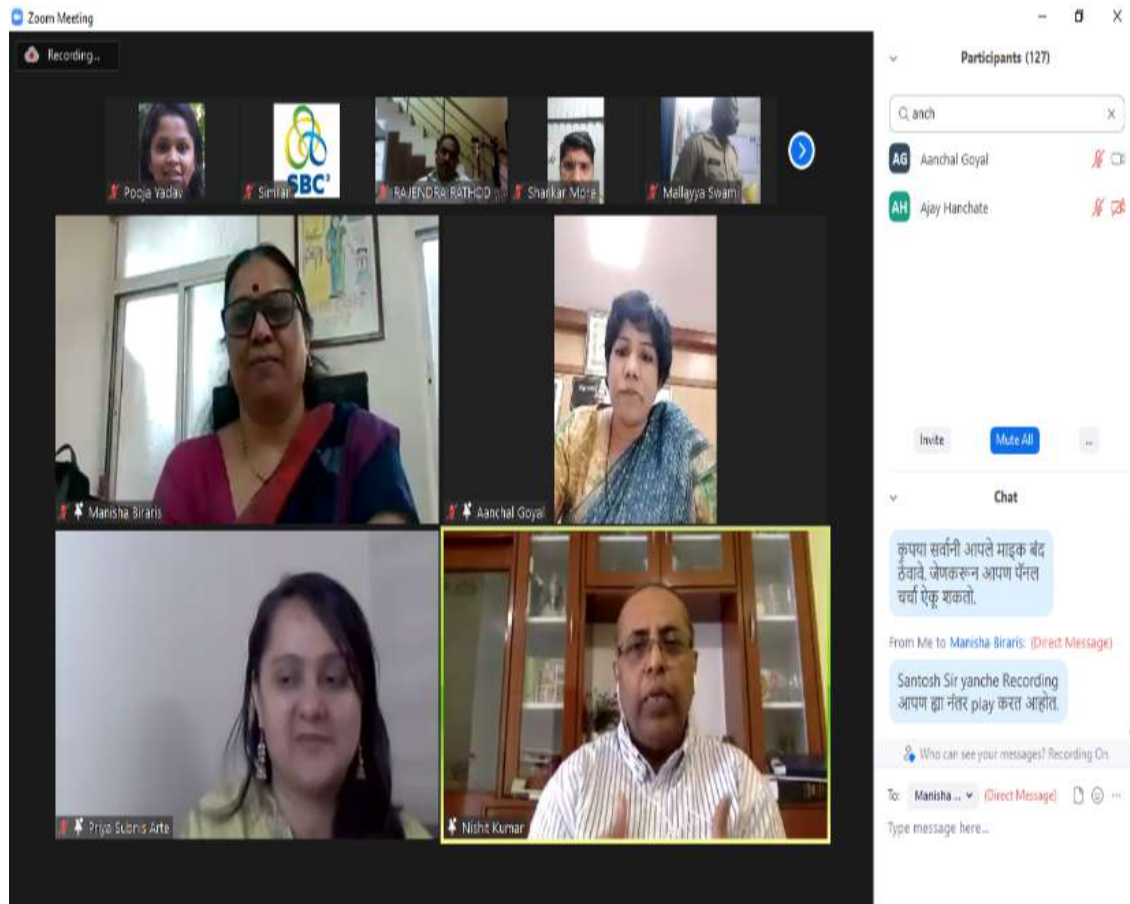 Zoom Meeting
Recording...
Pooja Yadav
Simran
SBC³
RAJENDRA RATHOD
Shankar More
Mallayya Swami
Manisha Biraris
Aanchal Goyal
Priya Subnis Arte
Nishit Kumar
Participants (127)
anch
AG Aanchal Goyal
AH Ajay Hanchate
Invite
Mute All
...
Chat
कृपया सर्वांनी आपले माइक बंद
ठेवावे. जेणकरून आपण पॅनल
चर्चा ऐकू शकतो.
From Me to Manisha Biraris: (Direct Message)
Santosh Sir yanche Recording
आपण ह्या नंतर play करत आहोत.
Who can see your messages? Recording On
To: Manisha ... (Direct Message)
Type message here...